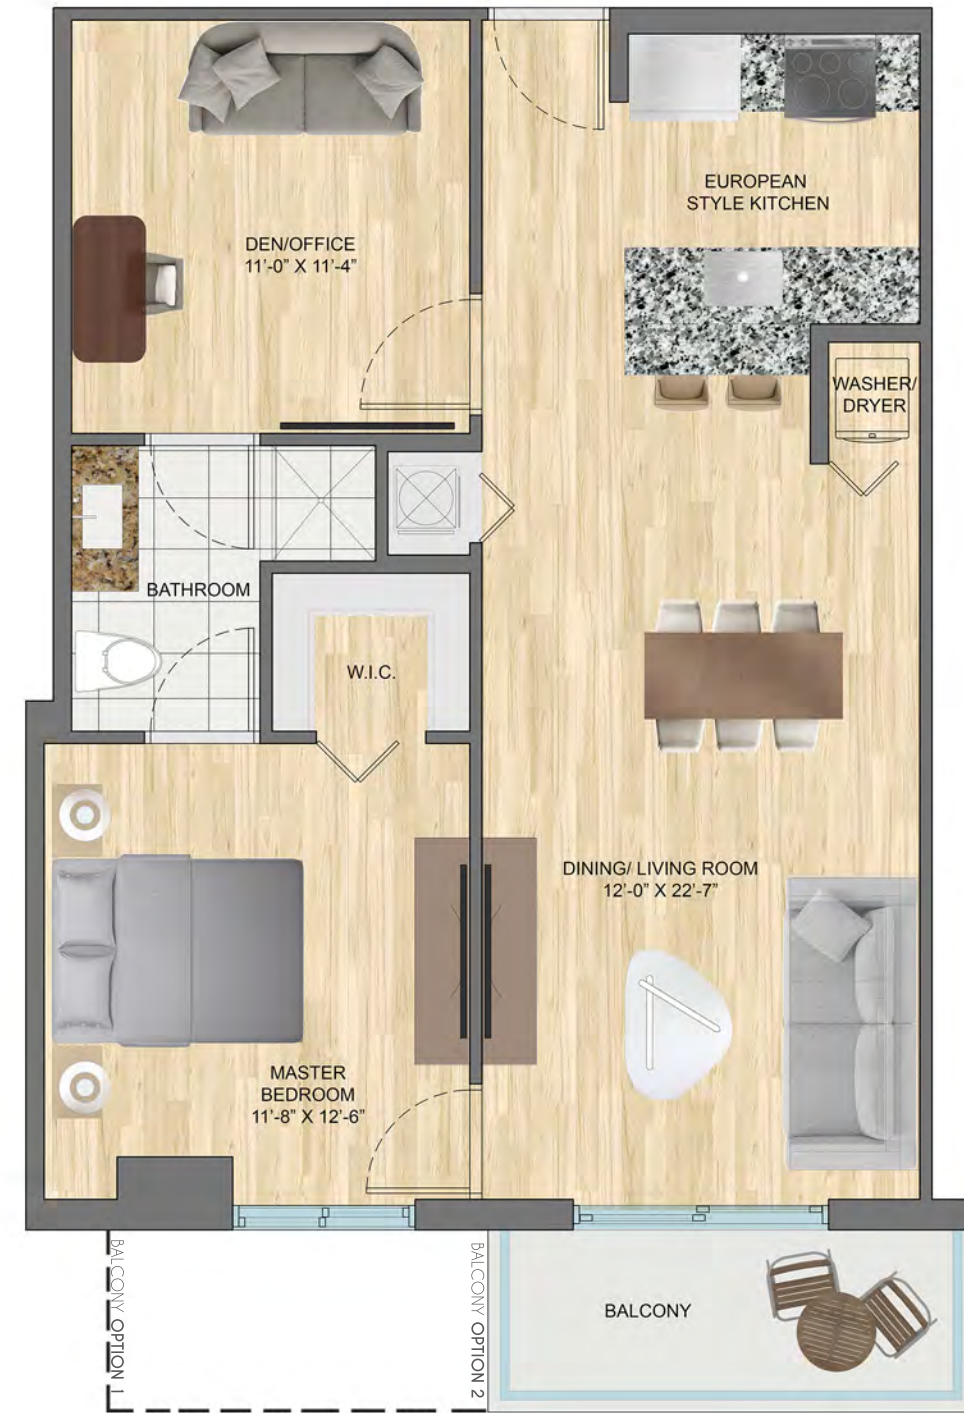 EUROPEAN
STYLE KITCHEN
DEN/OFFICE
11'-0" X 11'-4"
WASHER/
DRYER
BATHROOM
W.I.C.
DINING/ LIVING ROOM
12'-0" X 22'-7"
MASTER
BEDROOM
11'-8" X 12'-6"
BALCONY OPTION 1
BALCONY OPTION 2
BALCONY